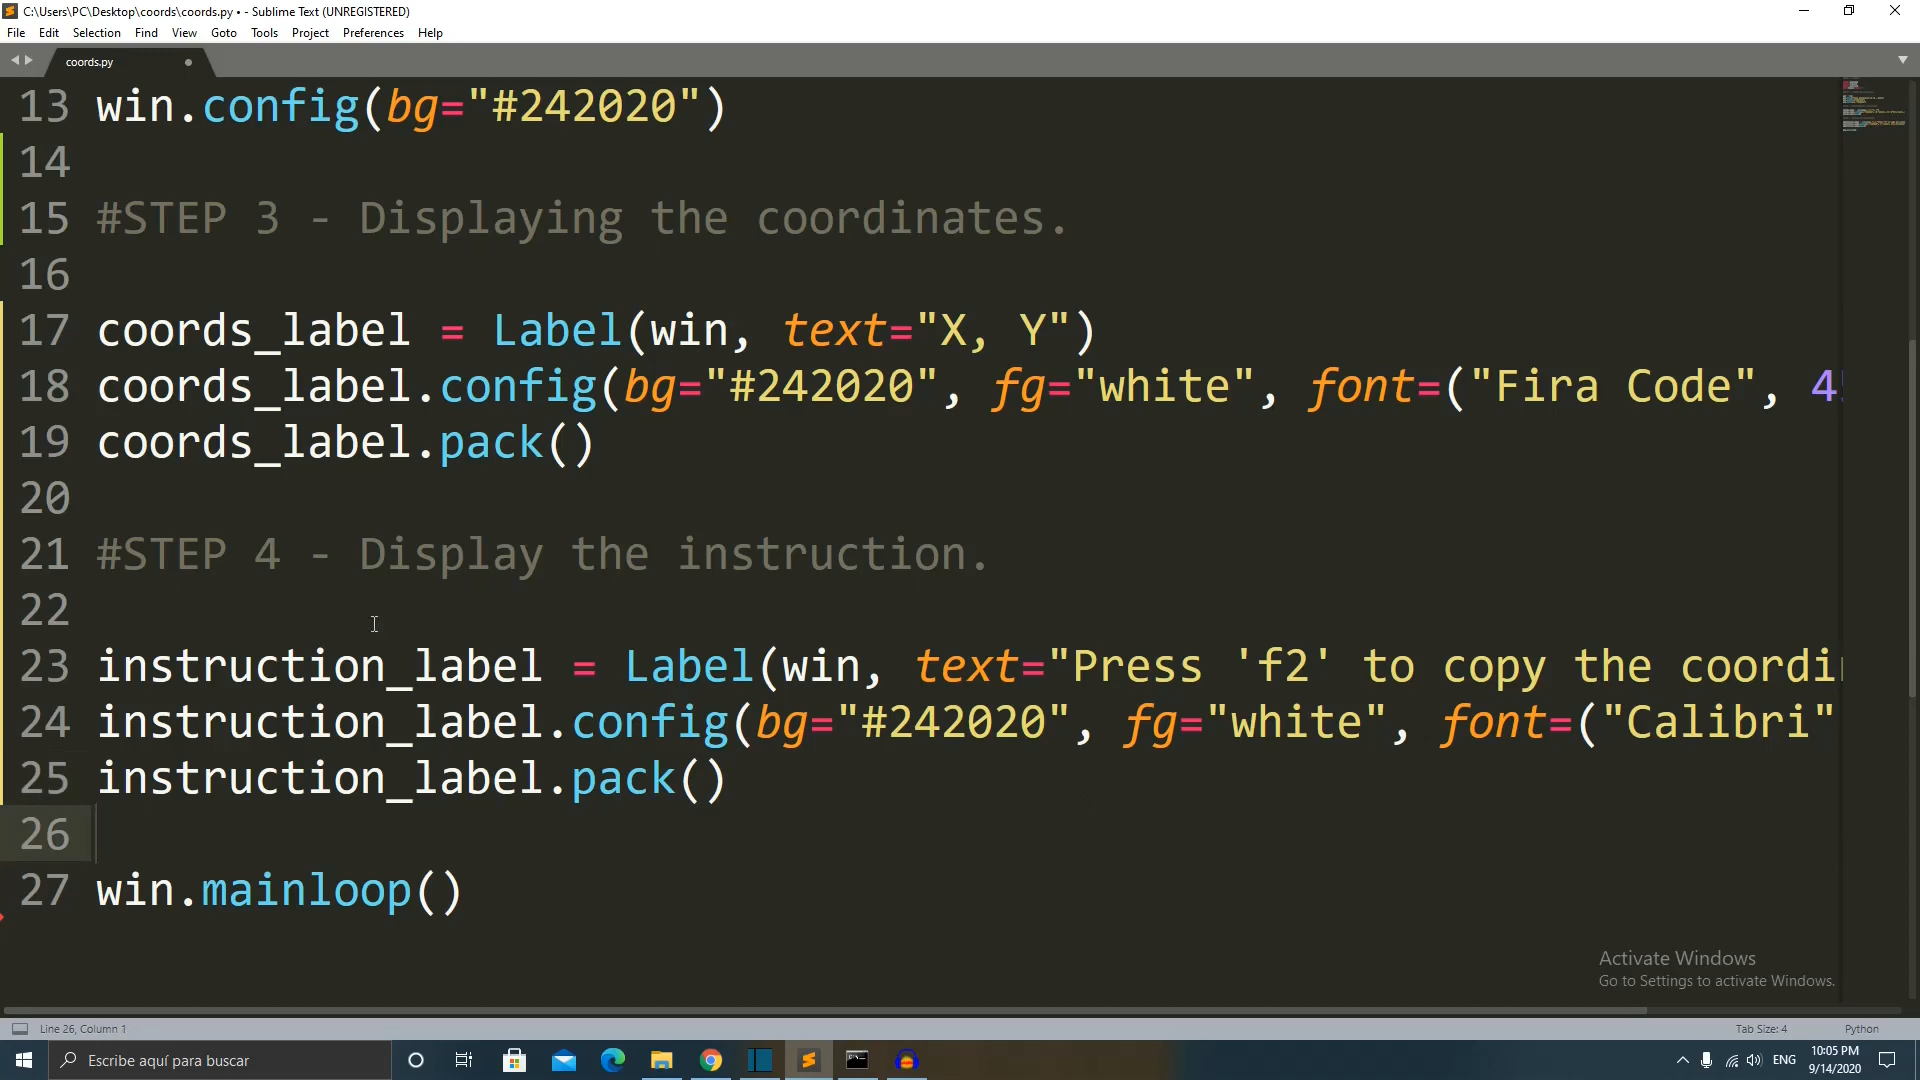 C:\Users\PC\Desktop\coords\coords.py • - Sublime Text (UNREGISTERED)
File Edit Selection Find View Goto Tools Project Preferences Help
coords.py
13 win.config(bg="#242020")
14
15 #STEP 3 - Displaying the coordinates.
16
17 coords_label = Label(win, text="X, Y")
18 coords_label.config(bg="#242020", fg="white", font=("Fira Code", 4
19 coords_label.pack()
20
21 #STEP 4 - Display the instruction.
22
23 instruction_label = Label(win, text="Press 'f2' to copy the coordi
24 instruction_label.config(bg="#242020", fg="white", font=("Calibri"
25 instruction_label.pack()
26
27 win.mainloop()
Activate Windows
Go to Settings to activate Windows.
Line 26, Column 1
Tab Size: 4
Python
Escribe aquí para buscar
ENG
10:05 PM
9/14/2020